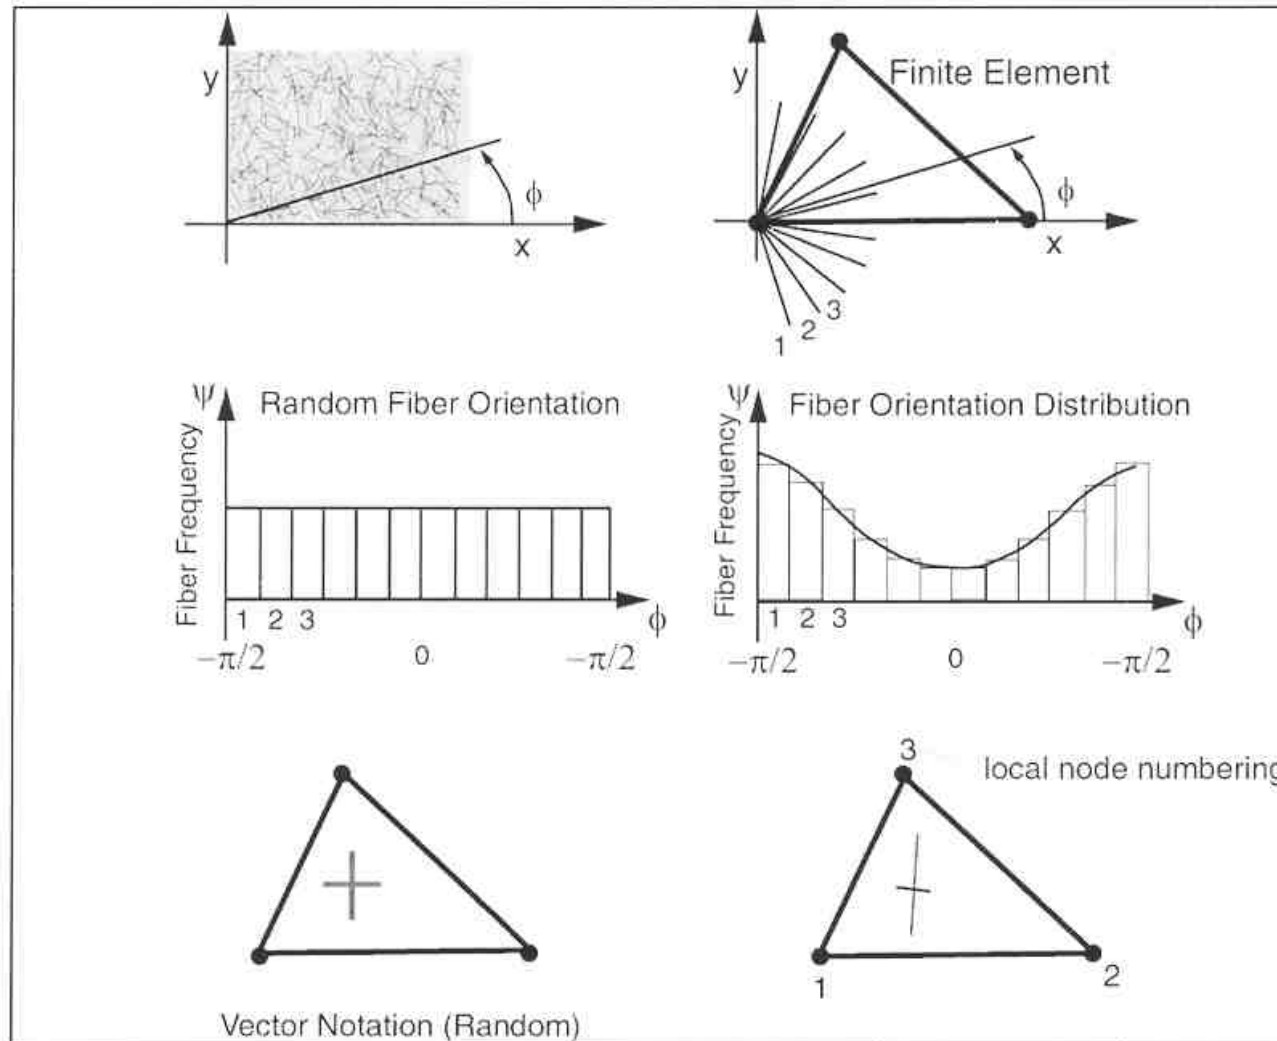 y
ϕ
x
y
Finite Element
ϕ
x
1
2
3
ψ
Random Fiber Orientation
Fiber Frequency
1 2 3
ϕ
−π/2
0
−π/2
ψ
Fiber Orientation Distribution
Fiber Frequency
1 2 3
ϕ
−π/2
0
−π/2
3
local node numbering
1
2
Vector Notation (Random)